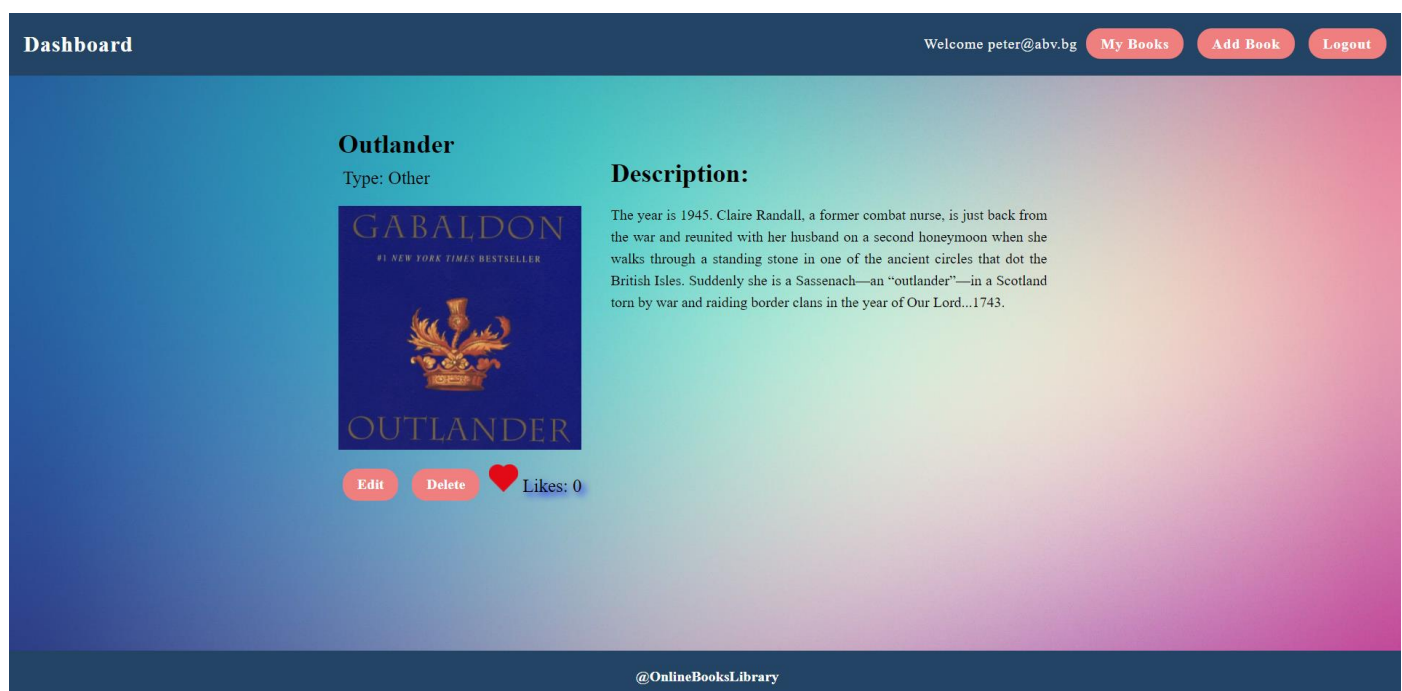 Dashboard
Welcome peter@abv.bg My Books Add Book Logout
Outlander
Type: Other
GABALDON
#1 NEW YORK TIMES BESTSELLER
OUTLANDER
Edit Delete Likes: 0
Description:
The year is 1945. Claire Randall, a former combat nurse, is just back from
the war and reunited with her husband on a second honeymoon when she
walks through a standing stone in one of the ancient circles that dot the
British Isles. Suddenly she is a Sassenach—an “outlander”—in a Scotland
torn by war and raiding border clans in the year of Our Lord...1743.
@OnlineBooksLibrary